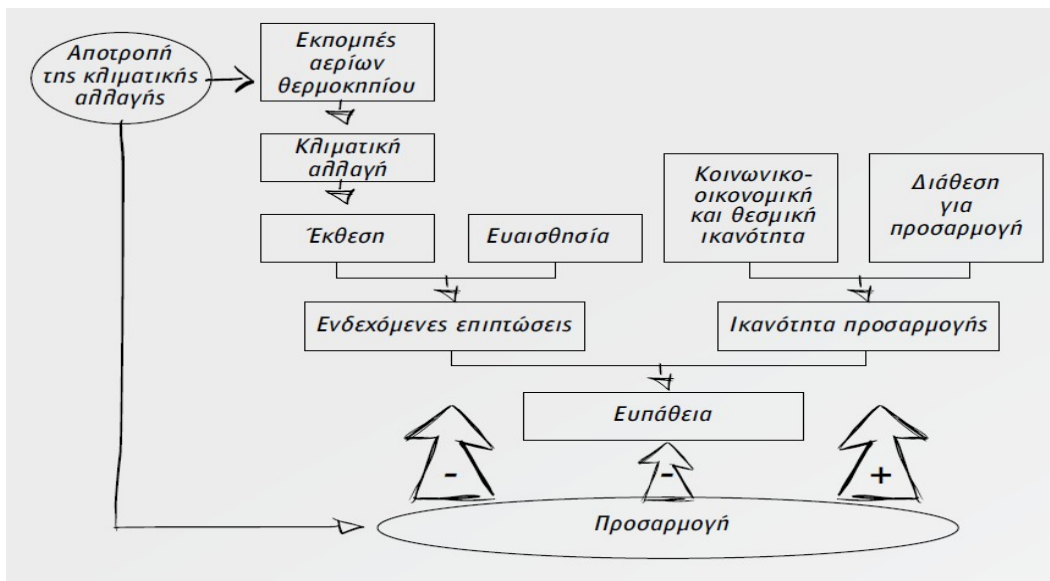 Αποτροπή
της κλιματικής
αλλαγής
Εκπομπές
αερίων
θερμοκηπίου
Κλιματική
αλλαγή
Έκθεση
Ευαισθησία
Κοινωνικο-
οικονομική
και θεσμική
ικανότητα
Διάθεση
για
προσαρμογή
Ενδεχόμενες επιπτώσεις
Ικανότητα προσαρμογής
Ευπάθεια
-
-
+
Προσαρμογή